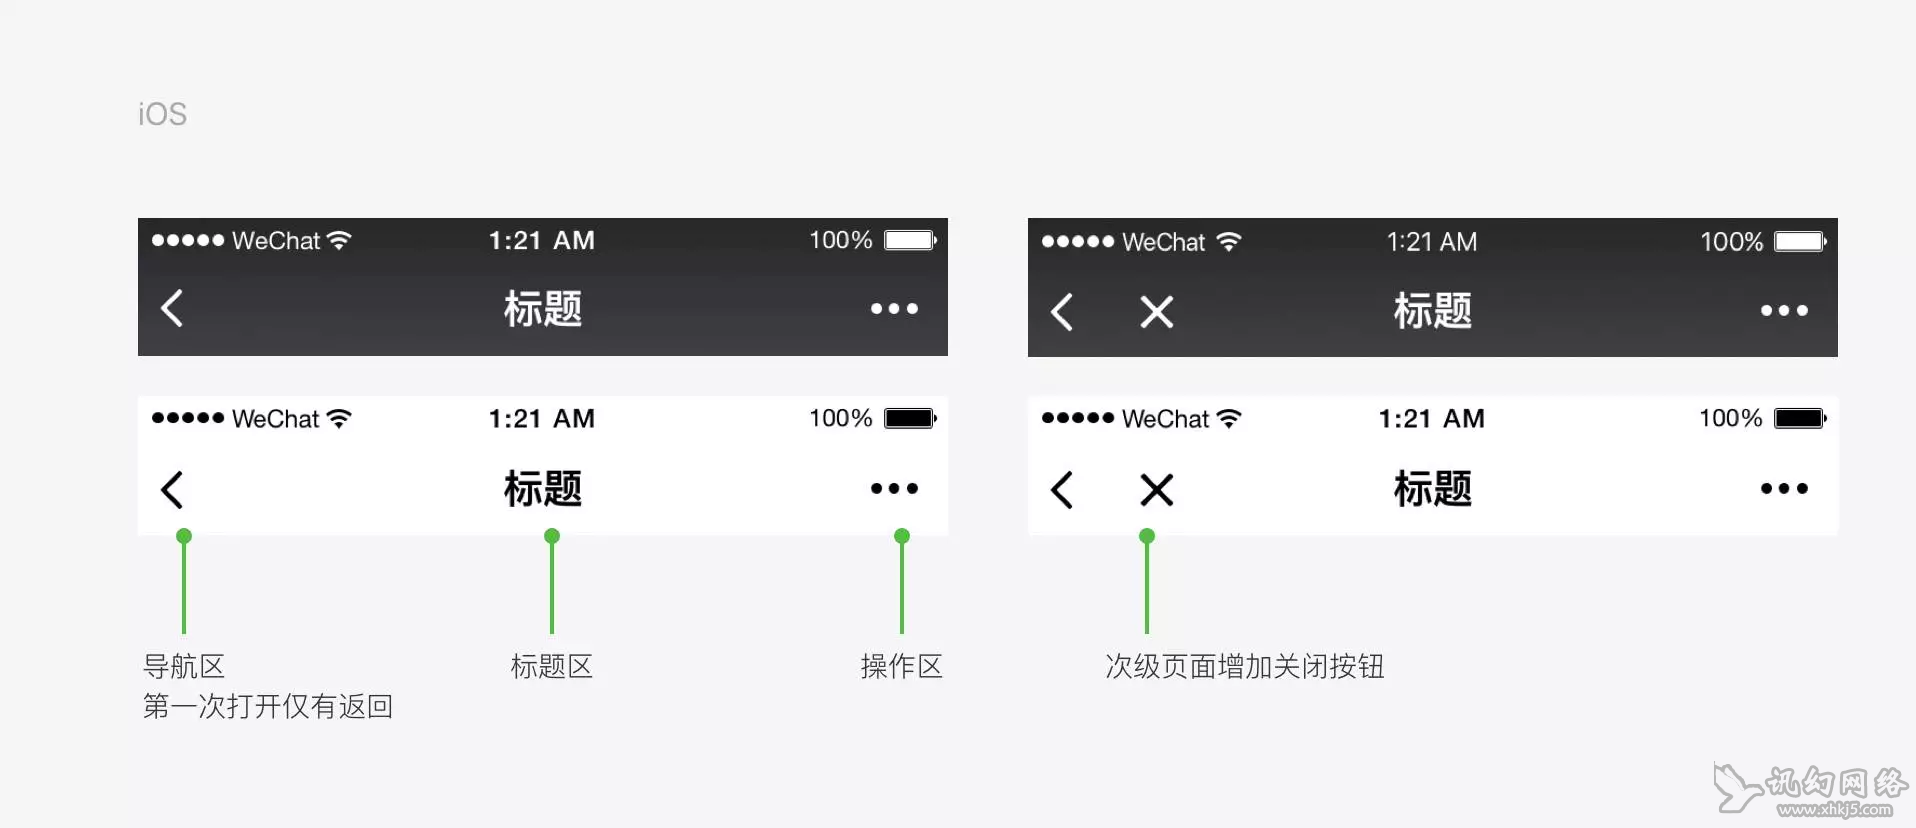 iOS
WeChat 1:21 AM 100%
标题
WeChat 1:21 AM 100%
标题
导航区
第一次打开仅有返回
标题区
操作区
WeChat 1:21 AM 100%
标题
WeChat 1:21 AM 100%
标题
次级页面增加关闭按钮
讯幻网络
www.xhkj5.com